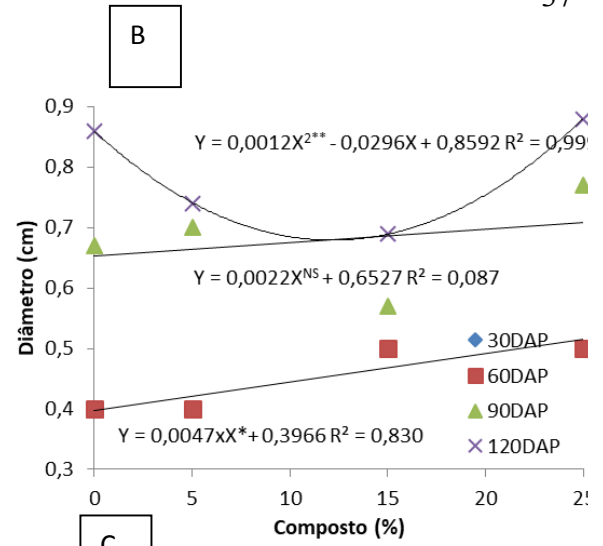 B
0,9
0,8
0,7
0,6
0,5
0,4
0,3
Diâmetro (cm)
Y = 0,0012X²** - 0,0296X + 0,8592 R² = 0,999
Y = 0,0022Xᴺˢ + 0,6527 R² = 0,087
Y = 0,0047xX* + 0,3966 R² = 0,830
30DAP
60DAP
90DAP
120DAP
0 5 10 15 20 25
Composto (%)